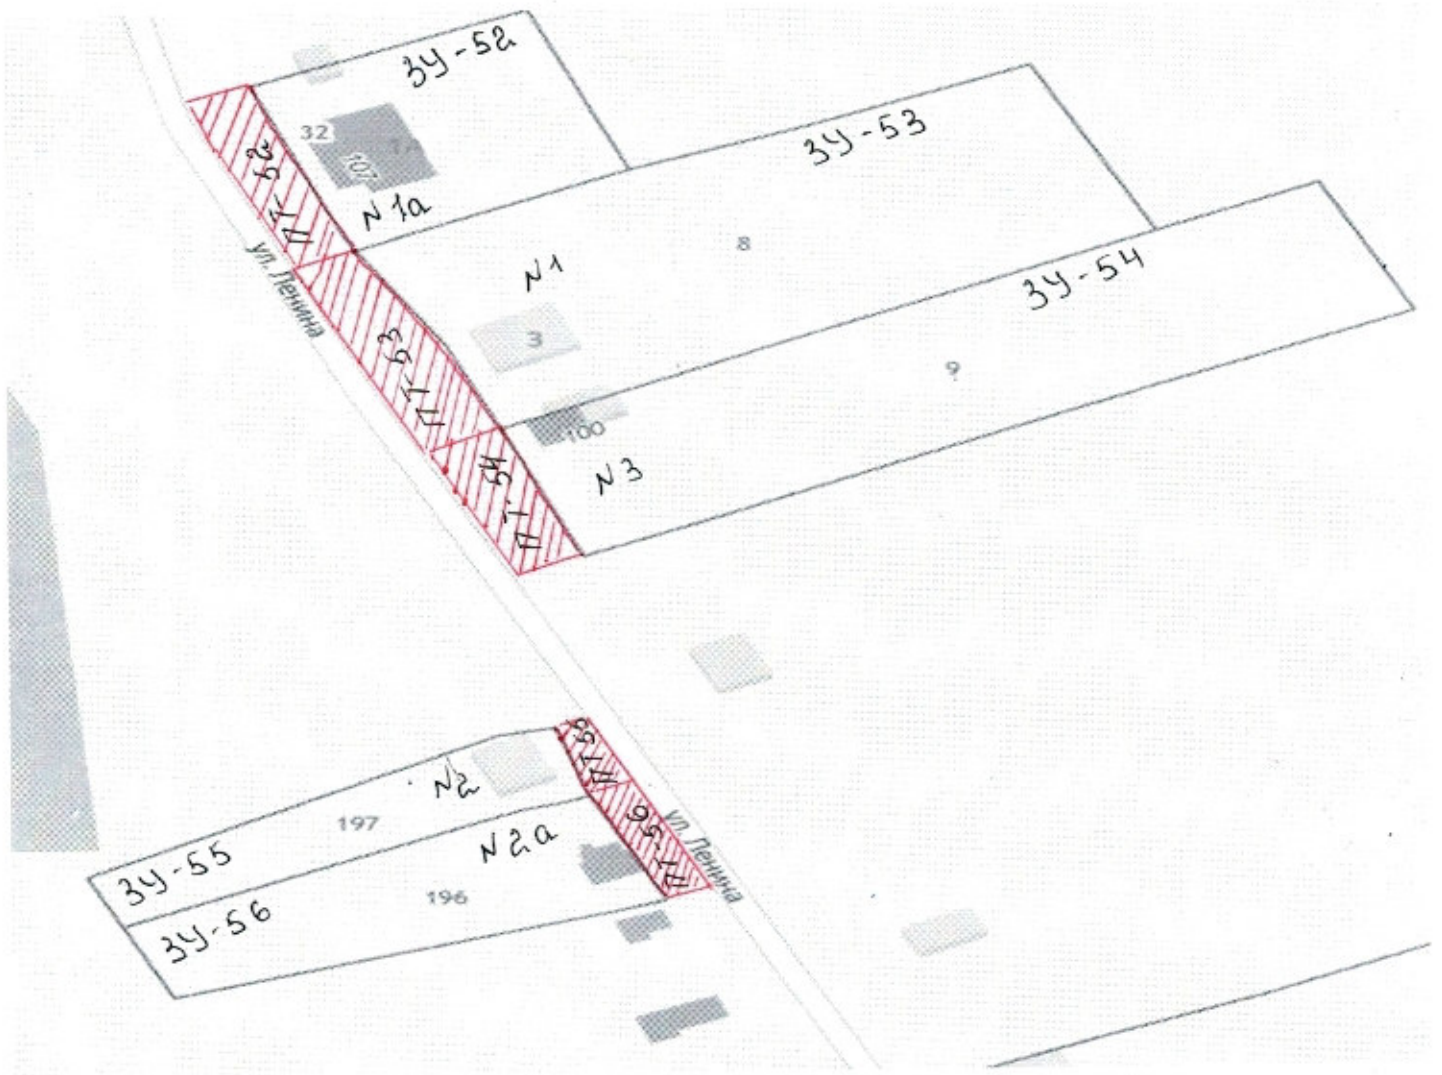 ЗУ-52
32
107
N 1а
ПТ-52
ЗУ-53
8
N 1
ул. Ленина
3
ПТ-53
ЗУ-54
9
100
N 3
ПТ-54
ПТ 55
N 2
197
ЗУ-55
ПТ-56
ул. Ленина
N 2а
196
ЗУ-56